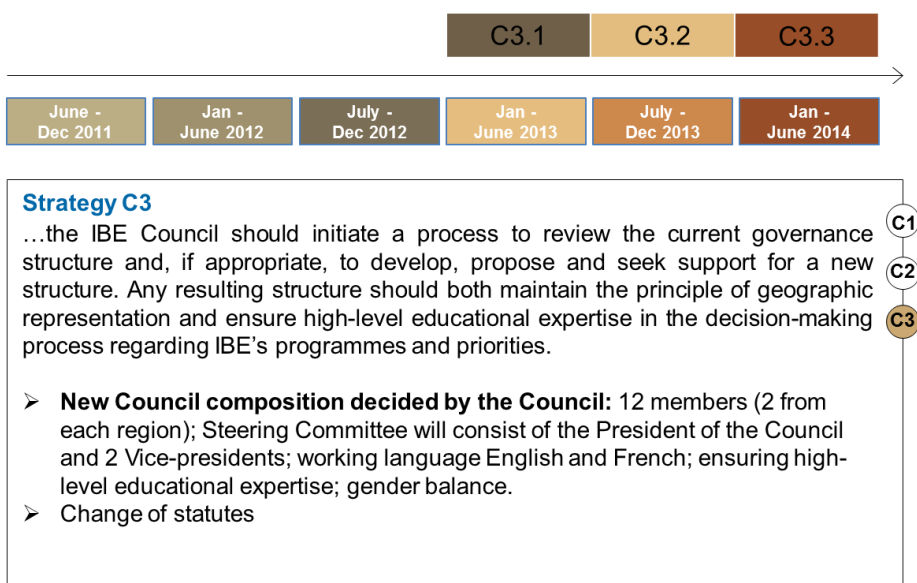 C3.1 C3.2 C3.3
June - Jan - July - Jan - July - Jan -
Dec 2011 June 2012 Dec 2012 June 2013 Dec 2013 June 2014
Strategy C3
…the IBE Council should initiate a process to review the current governance
structure and, if appropriate, to develop, propose and seek support for a new
structure. Any resulting structure should both maintain the principle of geographic
representation and ensure high-level educational expertise in the decision-making
process regarding IBE's programmes and priorities.
➢ New Council composition decided by the Council: 12 members (2 from
each region); Steering Committee will consist of the President of the Council
and 2 Vice-presidents; working language English and French; ensuring high-
level educational expertise; gender balance.
➢ Change of statutes
C1
C2
C3